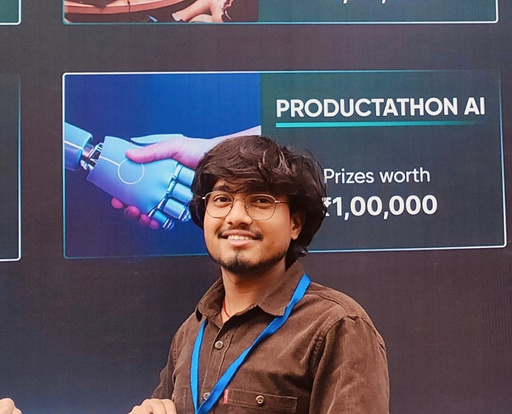 PRODUCTATHON AI
Prizes worth
₹1,00,000